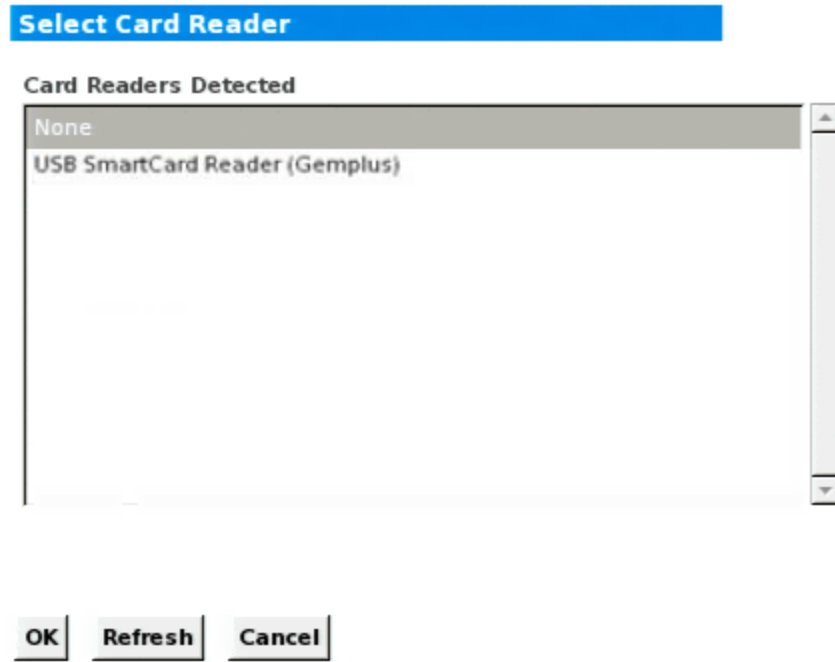 Select Card Reader
Card Readers Detected
None
USB SmartCard Reader (Gemplus)
OK Refresh Cancel